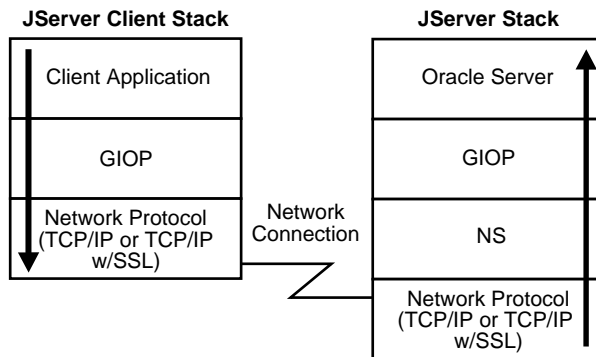 JServer Client Stack
Client Application
GIOP
Network Protocol
(TCP/IP or TCP/IP
w/SSL)
Network
Connection
JServer Stack
Oracle Server
GIOP
NS
Network Protocol
(TCP/IP or TCP/IP
w/SSL)